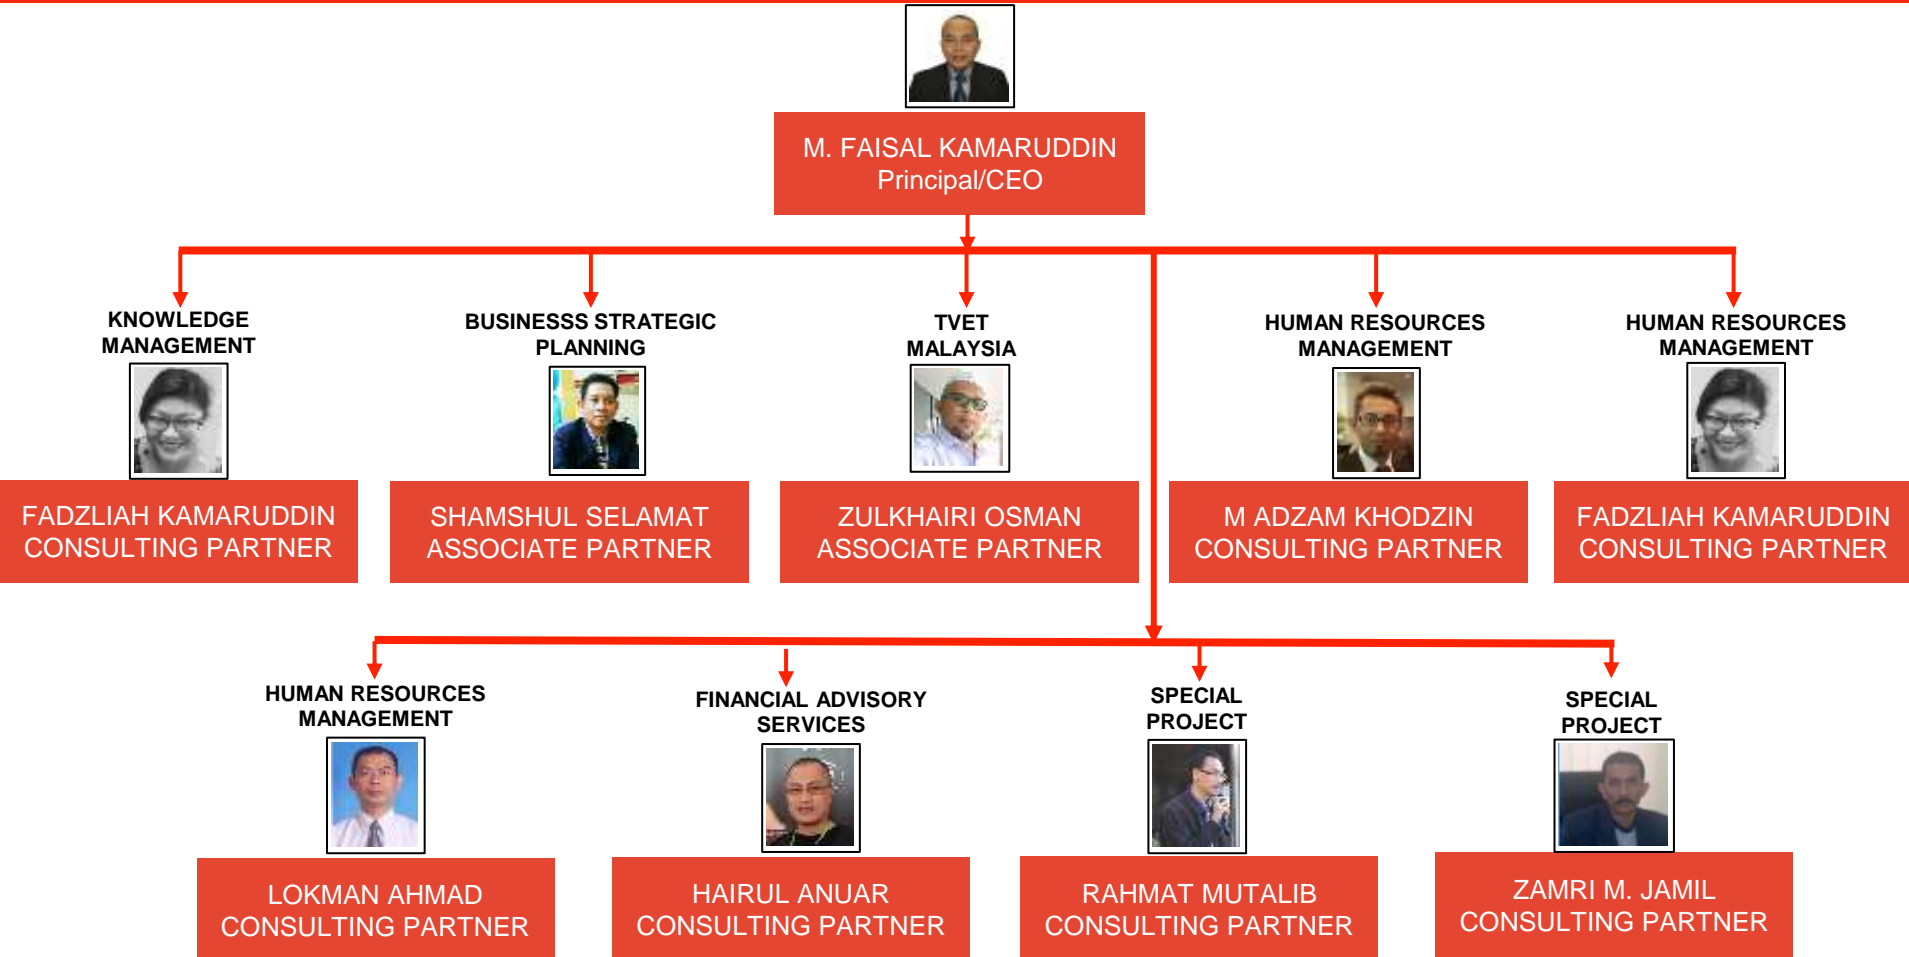 M. FAISAL KAMARUDDIN
Principal/CEO
KNOWLEDGE
MANAGEMENT
FADZLIAH KAMARUDDIN
CONSULTING PARTNER
BUSINESSS STRATEGIC
PLANNING
SHAMSHUL SELAMAT
ASSOCIATE PARTNER
TVET
MALAYSIA
ZULKHAIRI OSMAN
ASSOCIATE PARTNER
HUMAN RESOURCES
MANAGEMENT
M ADZAM KHODZIN
CONSULTING PARTNER
HUMAN RESOURCES
MANAGEMENT
FADZLIAH KAMARUDDIN
CONSULTING PARTNER
HUMAN RESOURCES
MANAGEMENT
LOKMAN AHMAD
CONSULTING PARTNER
FINANCIAL ADVISORY
SERVICES
HAIRUL ANUAR
CONSULTING PARTNER
SPECIAL
PROJECT
RAHMAT MUTALIB
CONSULTING PARTNER
SPECIAL
PROJECT
ZAMRI M. JAMIL
CONSULTING PARTNER